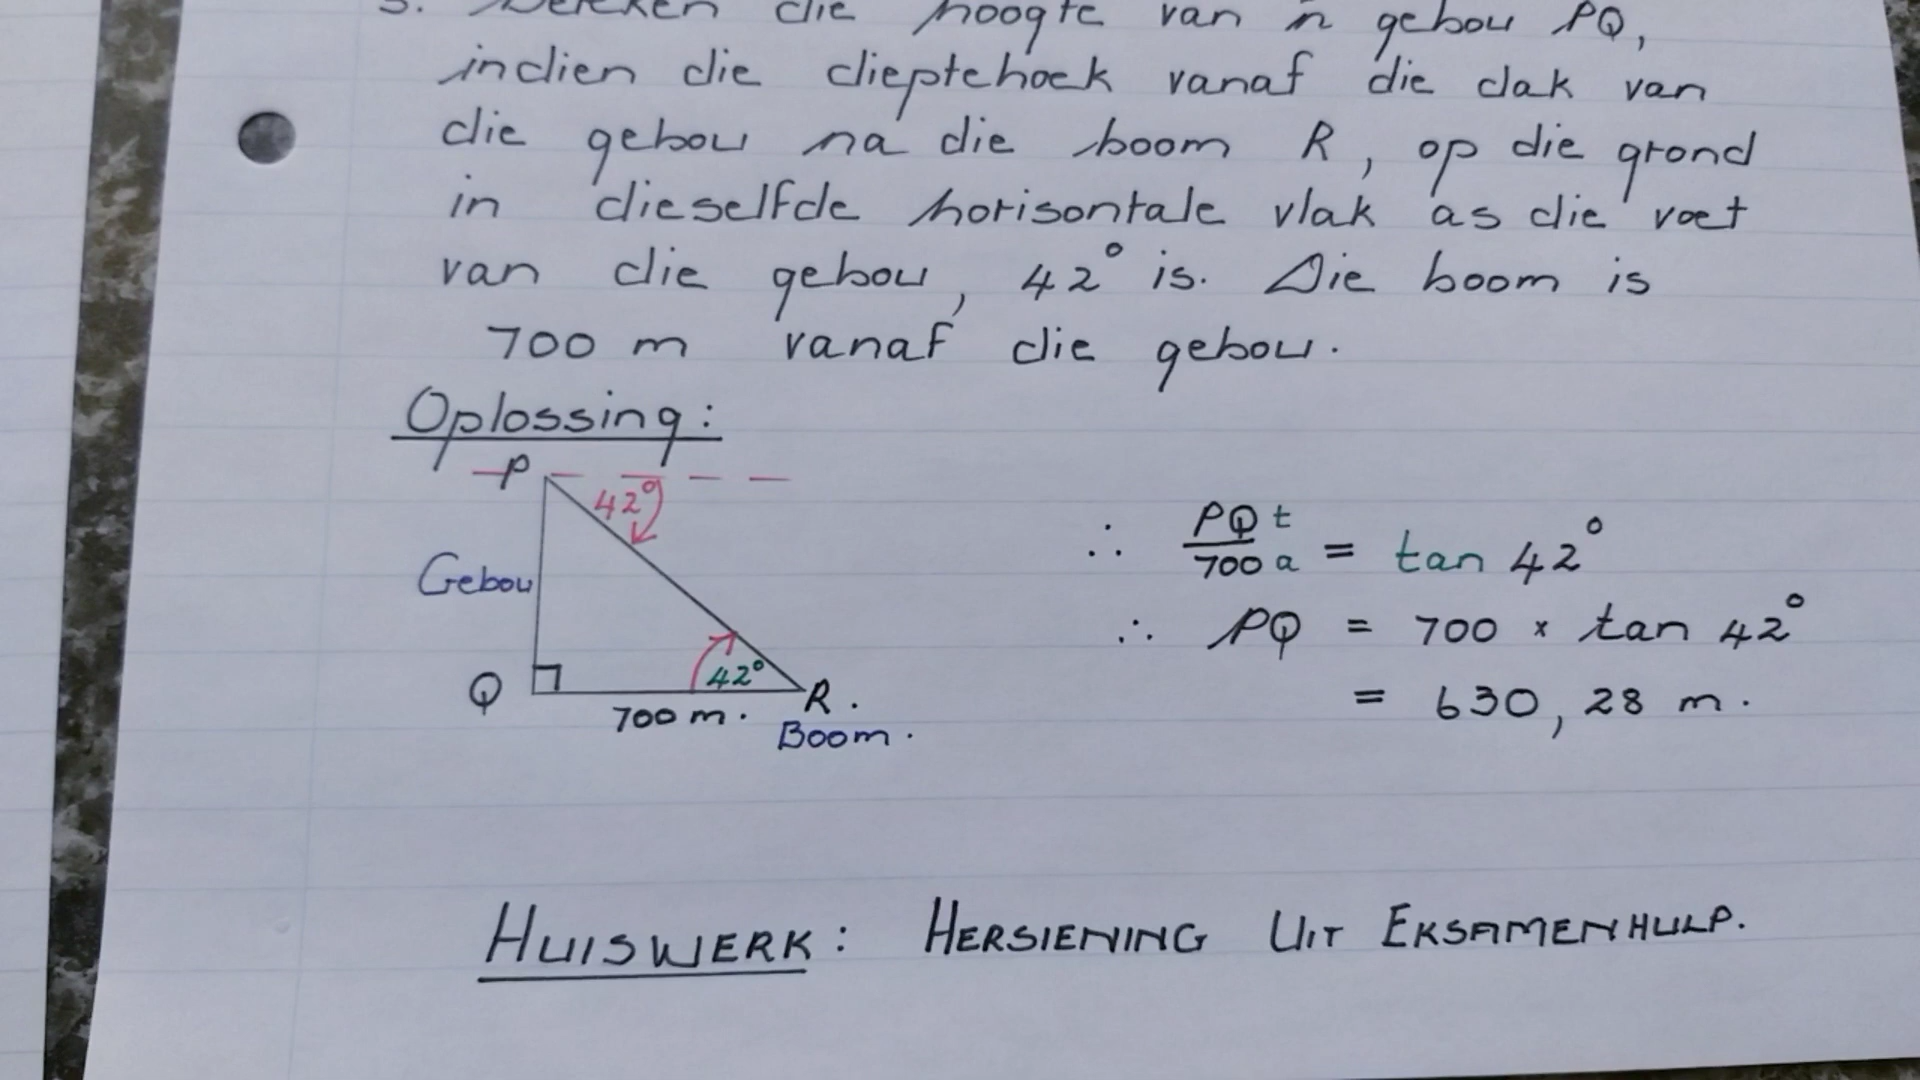 3. Bereken die hoogte van 'n gebou PQ,
indien die dieptehoek vanaf die dak van
die gebou na die boom R, op die grond
in dieselfde horisontale vlak as die voet
van die gebou, 42° is. Die boom is
700 m vanaf die gebou.
Oplossing:
P
42°
Gebou
Q
42°
R.
700 m.
Boom.
∴ PQ t / 700 a = tan 42°
∴ PQ = 700 × tan 42°
= 630,28 m.
HUISWERK: HERSIENING UIT EKSAMENHULP.